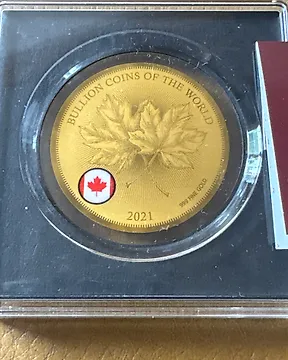 BULLION COINS OF THE WORLD
999 FINE GOLD
2021